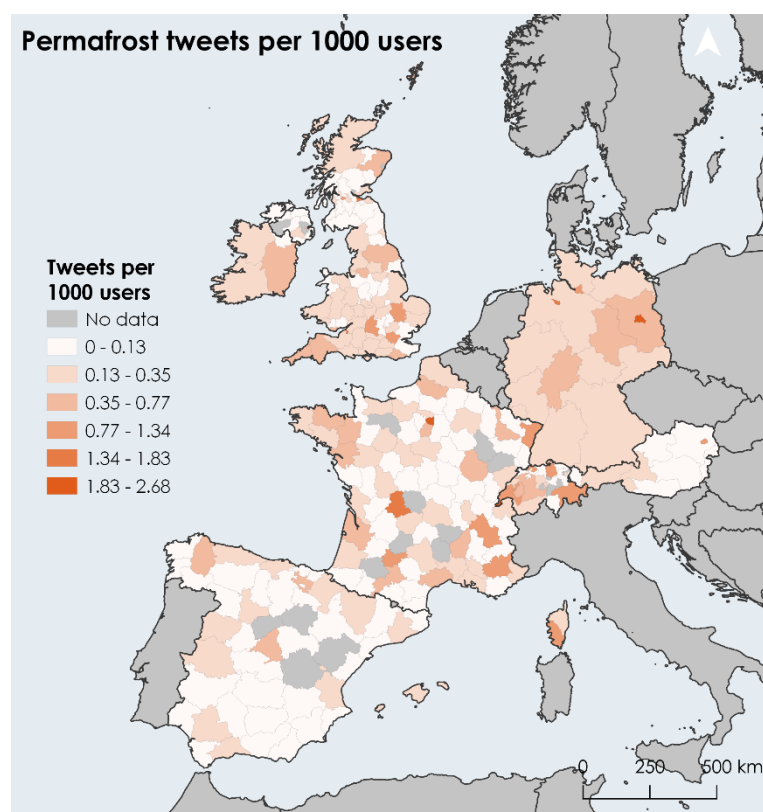 Permafrost tweets per 1000 users
Tweets per
1000 users
No data
0 - 0.13
0.13 - 0.35
0.35 - 0.77
0.77 - 1.34
1.34 - 1.83
1.83 - 2.68
0 250 500 km